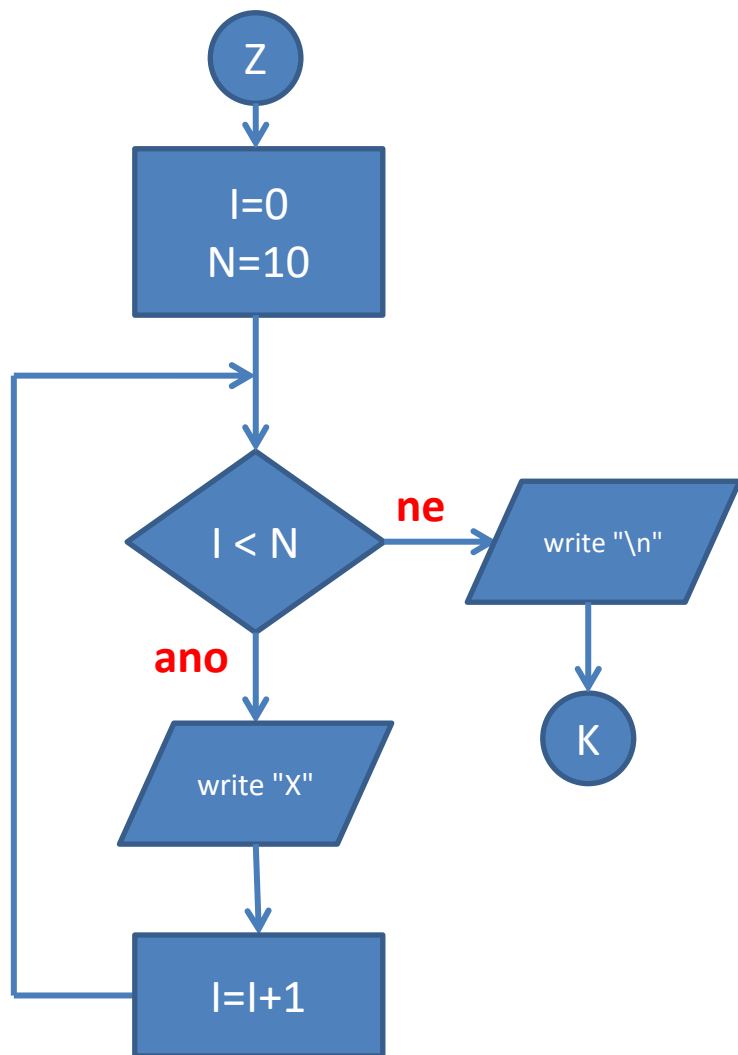 Z
I=0
N=10
I < N
ne
write "\n"
ano
K
write "X"
I=I+1